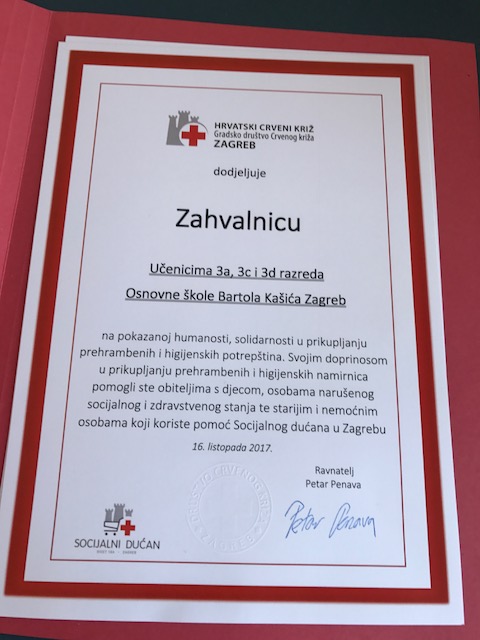 HRVATSKI CRVENI KRIŽ
Gradsko društvo Crvenog križa
ZAGREB
dodjeljuje
Zahvalnicu
Učenicima 3a, 3c i 3d razreda
Osnovne škole Bartola Kašića Zagreb
na pokazanoj humanosti, solidarnosti u prikupljanju
prehrambenih i higijenskih potrepština. Svojim doprinosom
u prikupljanju prehrambenih i higijenskih namirnica
pomogli ste obiteljima s djecom, osobama narušenog
socijalnog i zdravstvenog stanja te starijim i nemoćnim
osobama koji koriste pomoć Socijalnog dućana u Zagrebu
16. listopada 2017.
Ravnatelj
Petar Penava
Petar Penava
SOCIJALNI DUĆAN